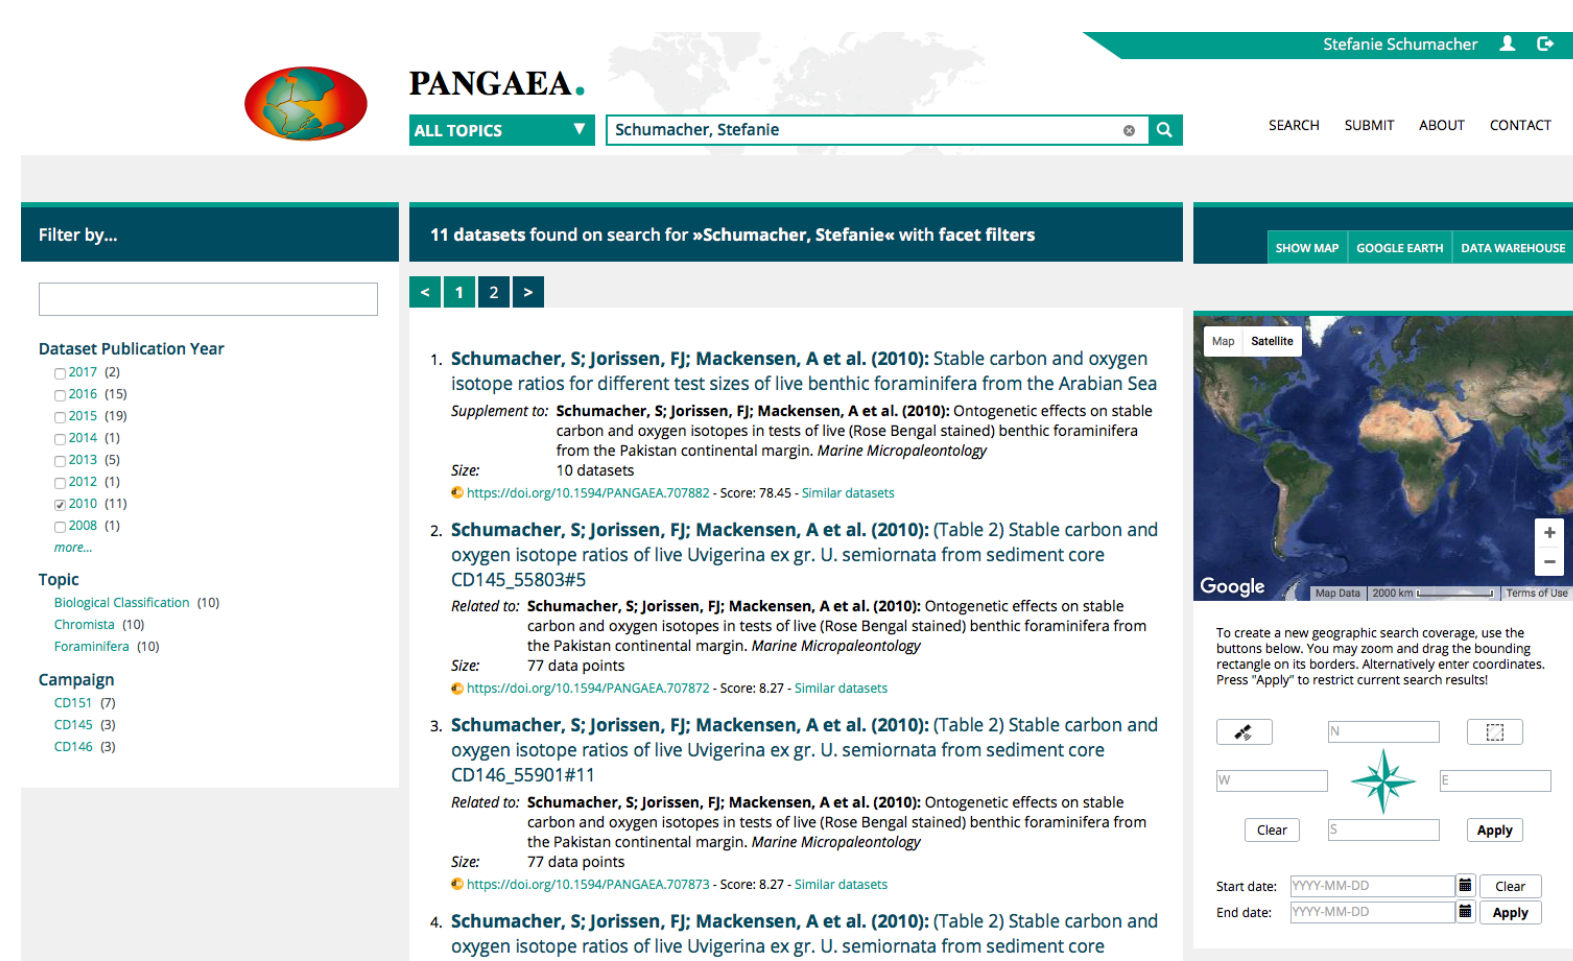 Stefanie Schumacher
PANGAEA.
ALL TOPICS ▼
Schumacher, Stefanie
SEARCH SUBMIT ABOUT CONTACT
Filter by...
Dataset Publication Year
2017 (2)
2016 (15)
2015 (19)
2014 (1)
2013 (5)
2012 (1)
2010 (11)
2008 (1)
more...
Topic
Biological Classification (10)
Chromista (10)
Foraminifera (10)
Campaign
CD151 (7)
CD145 (3)
CD146 (3)
11 datasets found on search for »Schumacher, Stefanie« with facet filters
< 1 2 >
1. Schumacher, S; Jorissen, FJ; Mackensen, A et al. (2010): Stable carbon and oxygen
isotope ratios for different test sizes of live benthic foraminifera from the Arabian Sea
Supplement to: Schumacher, S; Jorissen, FJ; Mackensen, A et al. (2010): Ontogenetic effects on stable
carbon and oxygen isotopes in tests of live (Rose Bengal stained) benthic foraminifera
from the Pakistan continental margin. Marine Micropaleontology
Size: 10 datasets
https://doi.org/10.1594/PANGAEA.707882 - Score: 78.45 - Similar datasets
2. Schumacher, S; Jorissen, FJ; Mackensen, A et al. (2010): (Table 2) Stable carbon and
oxygen isotope ratios of live Uvigerina ex gr. U. semiornata from sediment core
CD145_55803#5
Related to: Schumacher, S; Jorissen, FJ; Mackensen, A et al. (2010): Ontogenetic effects on stable
carbon and oxygen isotopes in tests of live (Rose Bengal stained) benthic foraminifera from
the Pakistan continental margin. Marine Micropaleontology
Size: 77 data points
https://doi.org/10.1594/PANGAEA.707872 - Score: 8.27 - Similar datasets
3. Schumacher, S; Jorissen, FJ; Mackensen, A et al. (2010): (Table 2) Stable carbon and
oxygen isotope ratios of live Uvigerina ex gr. U. semiornata from sediment core
CD146_55901#11
Related to: Schumacher, S; Jorissen, FJ; Mackensen, A et al. (2010): Ontogenetic effects on stable
carbon and oxygen isotopes in tests of live (Rose Bengal stained) benthic foraminifera from
the Pakistan continental margin. Marine Micropaleontology
Size: 77 data points
https://doi.org/10.1594/PANGAEA.707873 - Score: 8.27 - Similar datasets
4. Schumacher, S; Jorissen, FJ; Mackensen, A et al. (2010): (Table 2) Stable carbon and
oxygen isotope ratios of live Uvigerina ex gr. U. semiornata from sediment core
SHOW MAP GOOGLE EARTH DATA WAREHOUSE
Map Satellite
+
−
Google Map Data 2000 km Terms of Use
To create a new geographic search coverage, use the
buttons below. You may zoom and drag the bounding
rectangle on its borders. Alternatively enter coordinates.
Press "Apply" to restrict current search results!
N
W E
Clear S Apply
Start date: YYYY-MM-DD Clear
End date: YYYY-MM-DD Apply